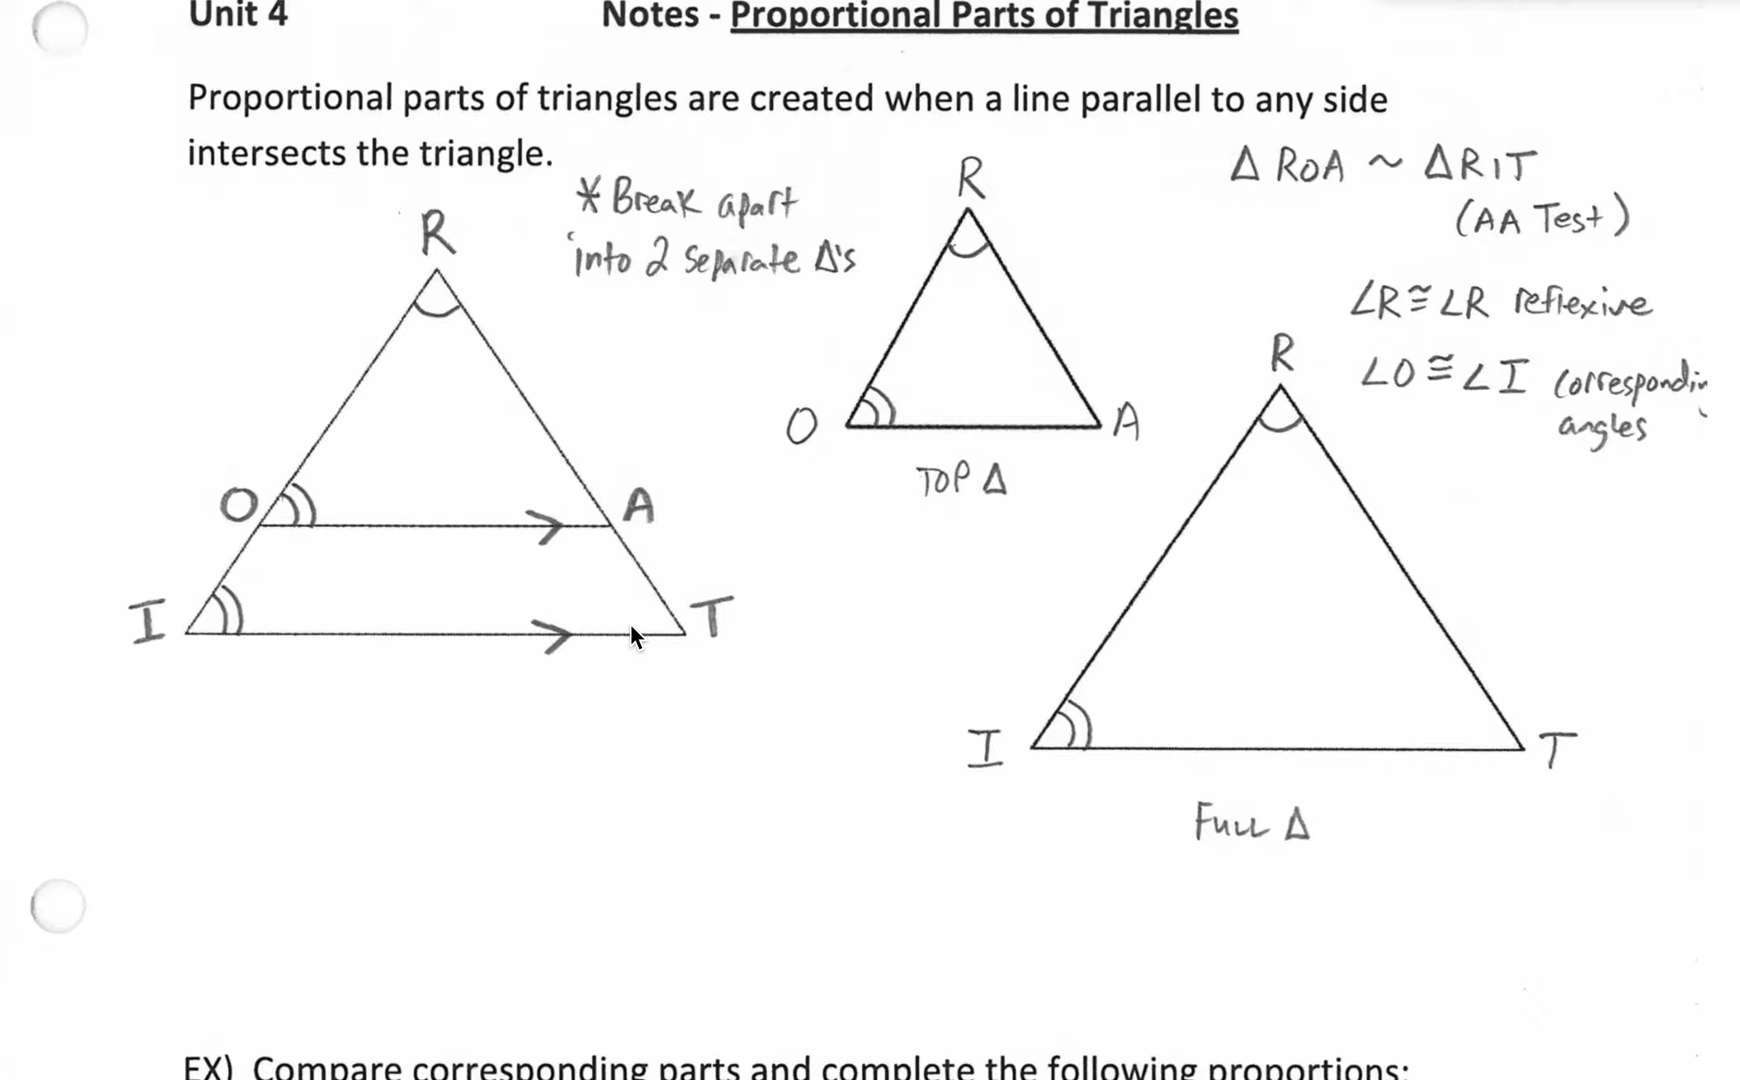 Unit 4
Notes - Proportional Parts of Triangles
Proportional parts of triangles are created when a line parallel to any side
intersects the triangle.
* Break apart
into 2 separate Δ's
R
O
A
I
T
R
O
A
TOP Δ
Δ ROA ~ ΔRIT
(AA Test)
∠R ≅ ∠R reflexive
∠O ≅ ∠I correspondin
angles
R
I
T
Full Δ
EX) Compare corresponding parts and complete the following proportions: